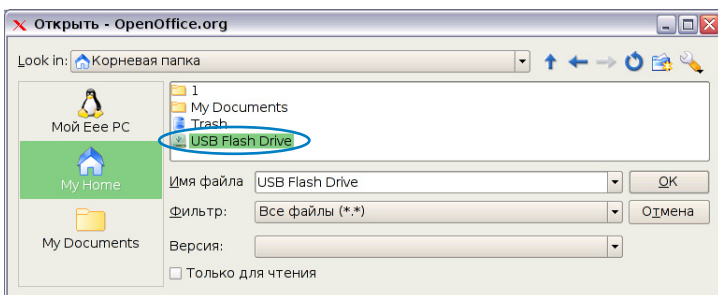 Открыть - OpenOffice.org
Look in: Корневая папка
1
My Documents
Trash
USB Flash Drive
Мой Eee PC
My Home
My Documents
Имя файла USB Flash Drive OK
Фильтр: Все файлы (*.*) Отмена
Версия:
Только для чтения